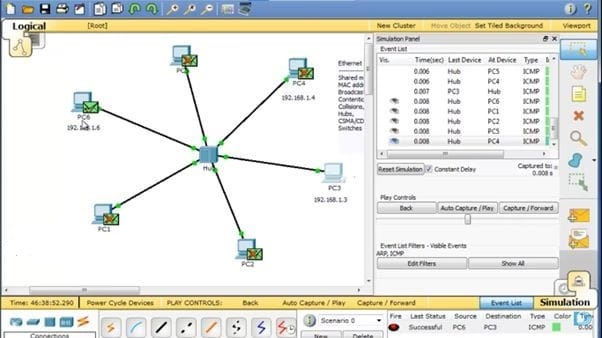 Logical
[Root]
New Cluster
Move Object
Set Tiled Background
Viewport
Simulation Panel
Event List
Vis. Time(sec) Last Device At Device Type
0.006 Hub PC5 ICMP
0.006 Hub PC4 ICMP
0.007 PC3 Hub ICMP
0.008 Hub PC6 ICMP
0.008 Hub PC1 ICMP
0.008 Hub PC2 ICMP
0.008 Hub PC5 ICMP
0.008 Hub PC4 ICMP
Reset Simulation
Constant Delay
Captured to:
0.008 s
Play Controls
Back
Auto Capture / Play
Capture / Forward
Event List Filters - Visible Events
ARP, ICMP
Edit Filters
Show All
PC4
192.168.1.4
PC6
PC3
192.168.1.3
Hub
PC1
PC2
Ethernet
Shared m
MAC addr
Broadcas
Contentio
Collisions,
Hubs,
CSMA/CD
Switches
Time: 46:38:52.290
Power Cycle Devices
PLAY CONTROLS:
Back
Auto Capture / Play
Capture / Forward
Event List
Simulation
Connections
Scenario 0
New
Delete
Fire Last Status Source Destination Type Color Time
Successful PC6 PC3 ICMP 0.00